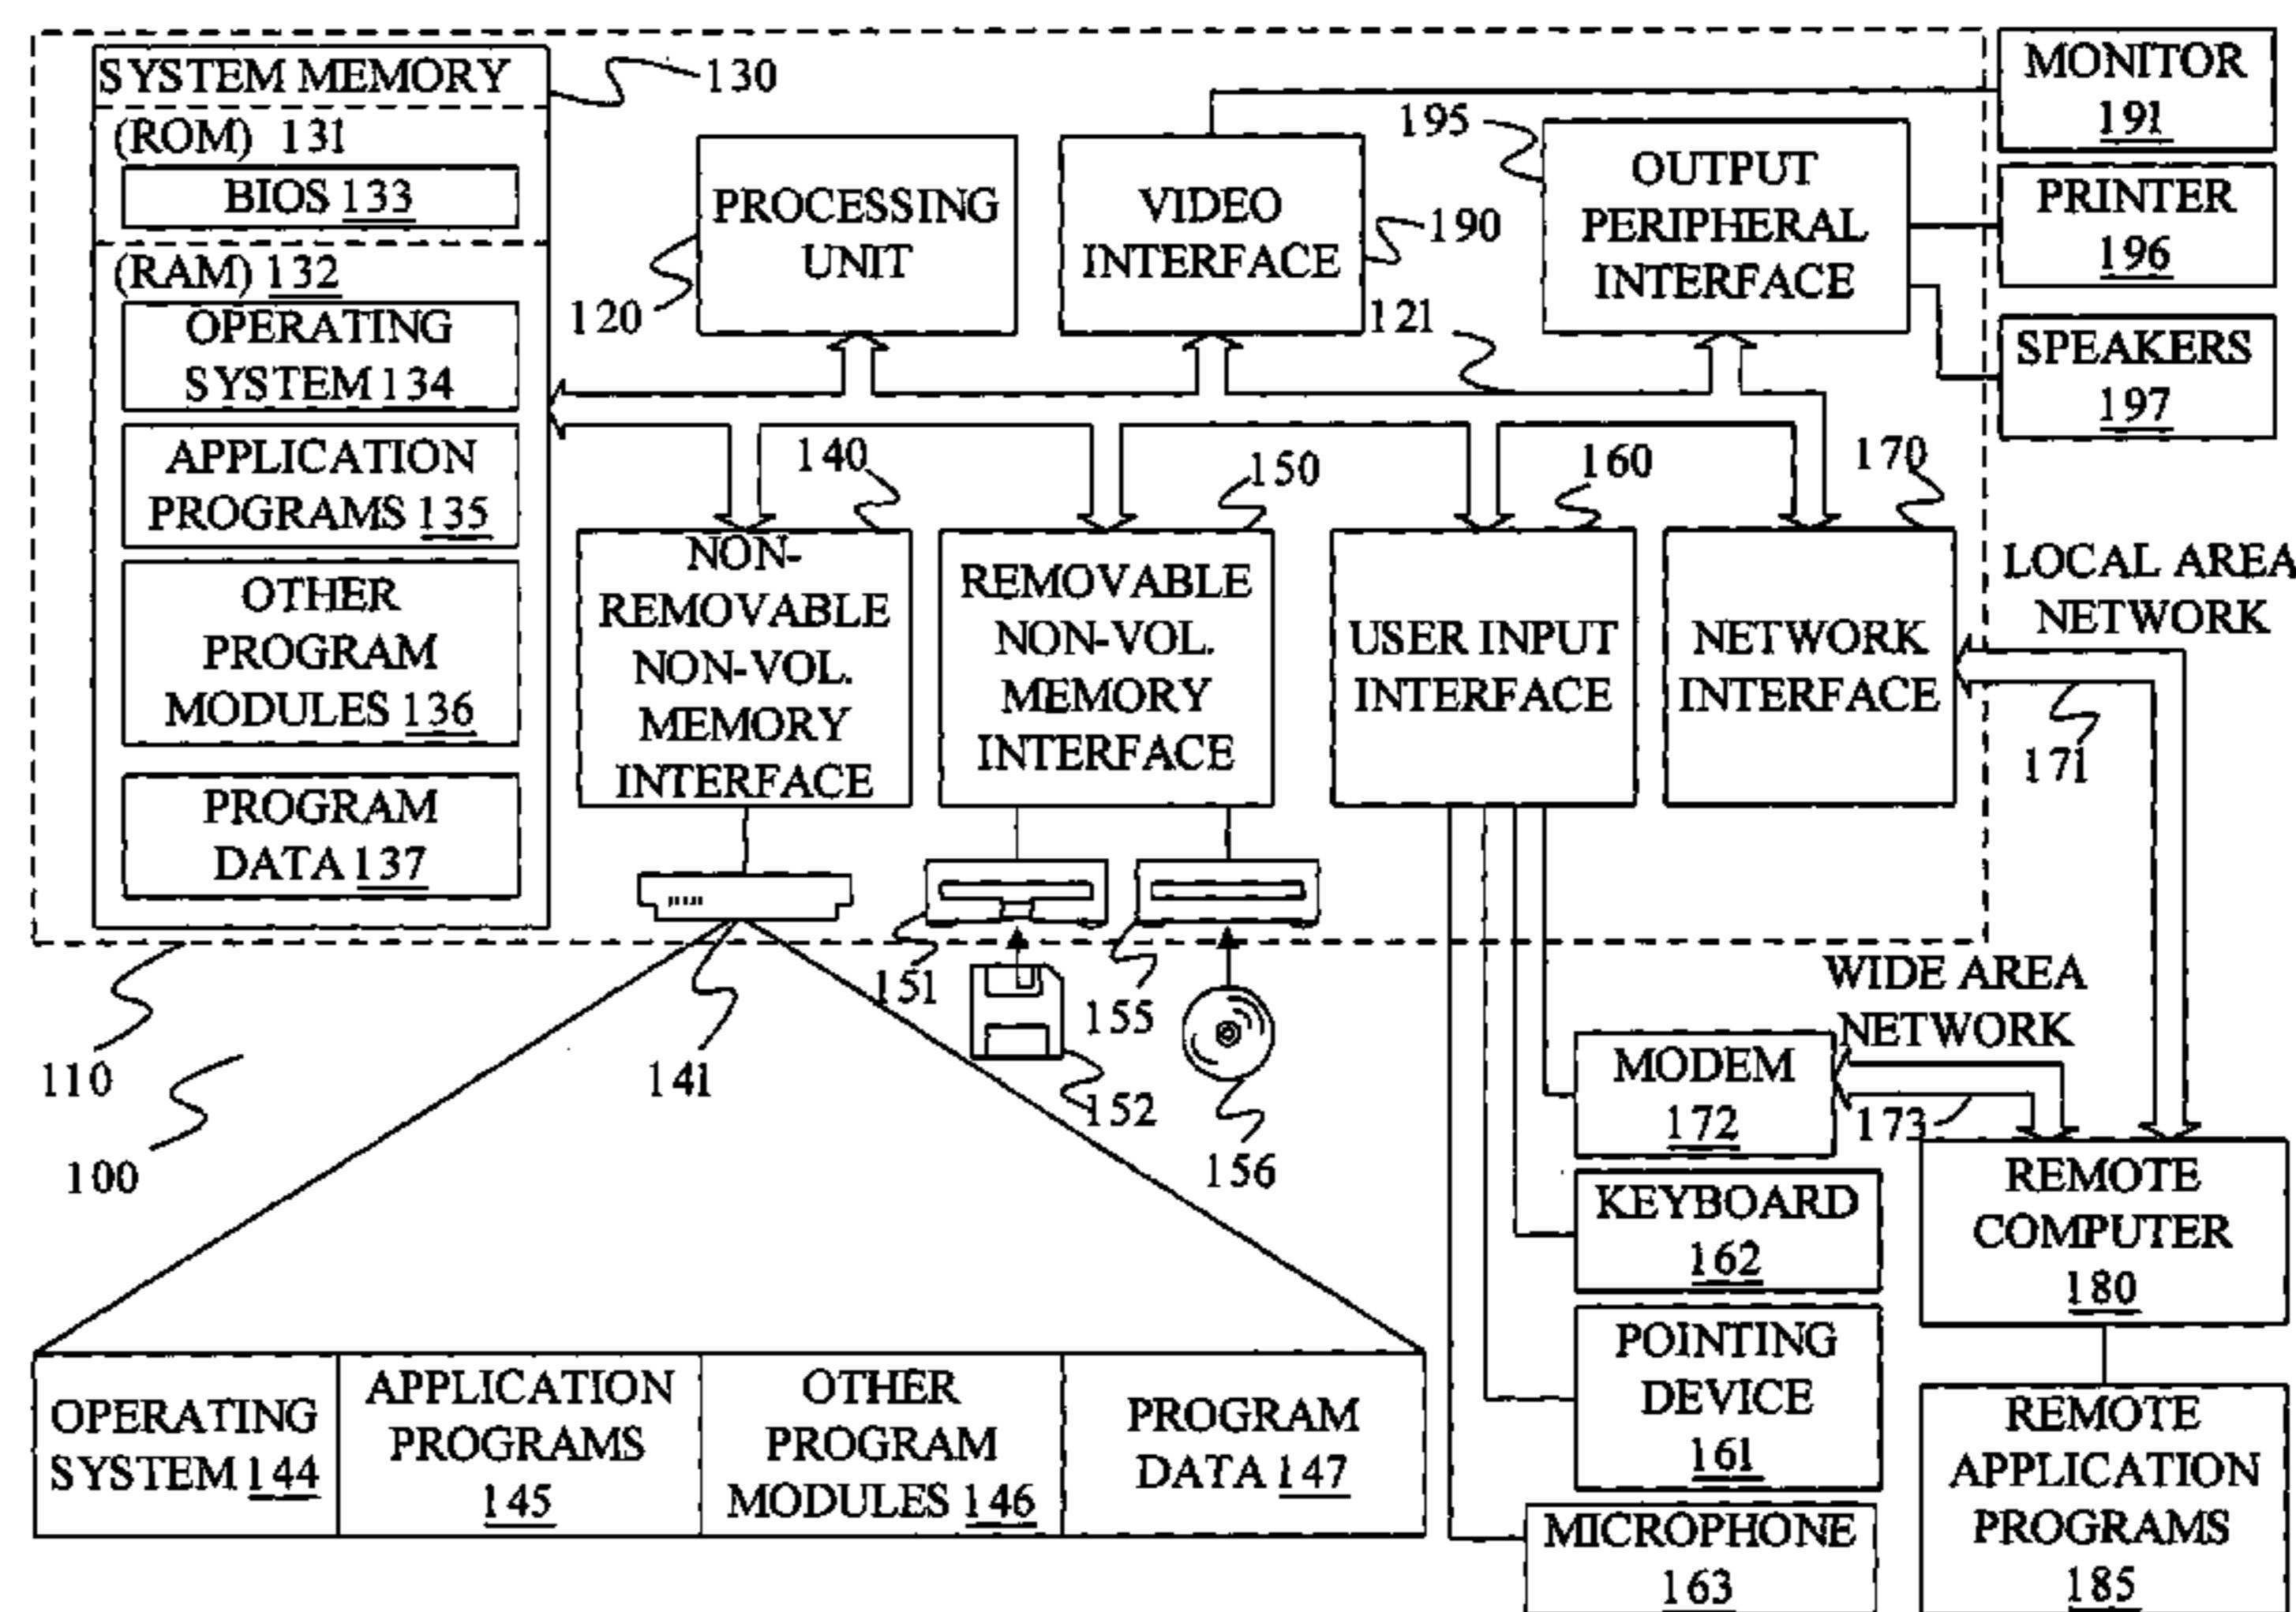 SYSTEM MEMORY
130
(ROM) 131
BIOS 133
(RAM) 132
OPERATING
SYSTEM 134
APPLICATION
PROGRAMS 135
OTHER
PROGRAM
MODULES 136
PROGRAM
DATA 137
PROCESSING
UNIT
120
VIDEO
INTERFACE
190
195
OUTPUT
PERIPHERAL
INTERFACE
121
MONITOR
191
PRINTER
196
SPEAKERS
197
140
NON-
REMOVABLE
NON-VOL.
MEMORY
INTERFACE
150
REMOVABLE
NON-VOL.
MEMORY
INTERFACE
160
USER INPUT
INTERFACE
170
NETWORK
INTERFACE
LOCAL AREA
NETWORK
171
110
100
141
151
152
155
156
WIDE AREA
NETWORK
173
MODEM
172
KEYBOARD
162
POINTING
DEVICE
161
MICROPHONE
163
REMOTE
COMPUTER
180
REMOTE
APPLICATION
PROGRAMS
185
OPERATING
SYSTEM 144
APPLICATION
PROGRAMS
145
OTHER
PROGRAM
MODULES 146
PROGRAM
DATA 147